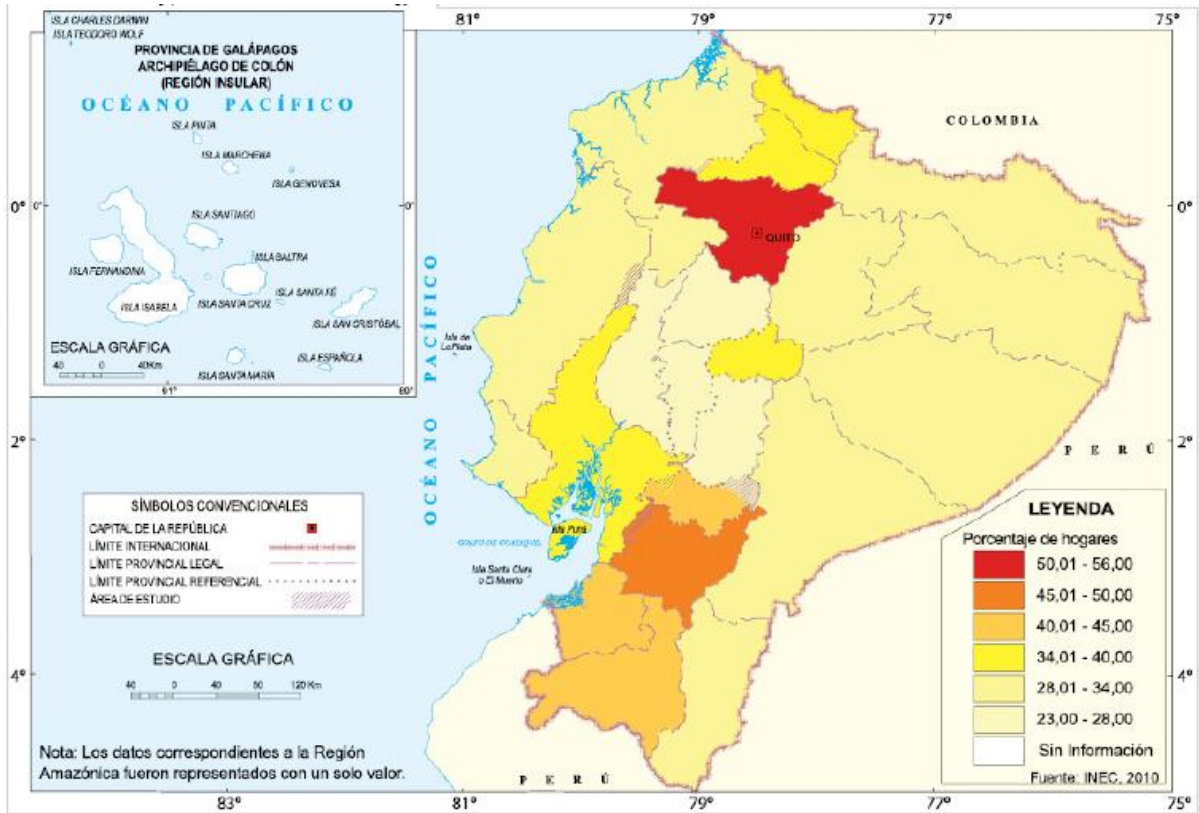 ISLA CHARLES DARWIN
ISLA TEODORO WOLF
PROVINCIA DE GALÁPAGOS
ARCHIPIÉLAGO DE COLÓN
(REGIÓN INSULAR)
OCÉANO PACÍFICO
ISLA PINTA
ISLA MARCHENA
ISLA GENOVESA
0°
0°
ISLA SANTIAGO
ISLA BALTRA
ISLA FERNANDINA
ISLA SANTA FÉ
ISLA ISABELA
ISLA SANTA CRUZ
ISLA SAN CRISTÓBAL
ESCALA GRÁFICA
ISLA ESPAÑOLA
40 0 40Km
ISLA SANTA MARÍA
91°
89°
81°
79°
77°
75°
COLOMBIA
0°
0°
QUITO
OCÉANO PACÍFICO
Isla de
La Plata
2°
2°
PERÚ
SÍMBOLOS CONVENCIONALES
CAPITAL DE LA REPÚBLICA
LÍMITE INTERNACIONAL
LÍMITE PROVINCIAL LEGAL
LÍMITE PROVINCIAL REFERENCIAL
ÁREA DE ESTUDIO
Isla Puná
GOLFO DE GUAYAQUIL
Isla Santa Clara
o El Muerto
LEYENDA
Porcentaje de hogares
50,01 - 56,00
45,01 - 50,00
40,01 - 45,00
34,01 - 40,00
28,01 - 34,00
23,00 - 28,00
Sin Información
Fuente: INEC, 2010
ESCALA GRÁFICA
40 0 40 80 120 Km
4°
4°
Nota: Los datos correspondientes a la Región
Amazónica fueron representados con un solo valor.
PERÚ
83°
81°
79°
77°
75°